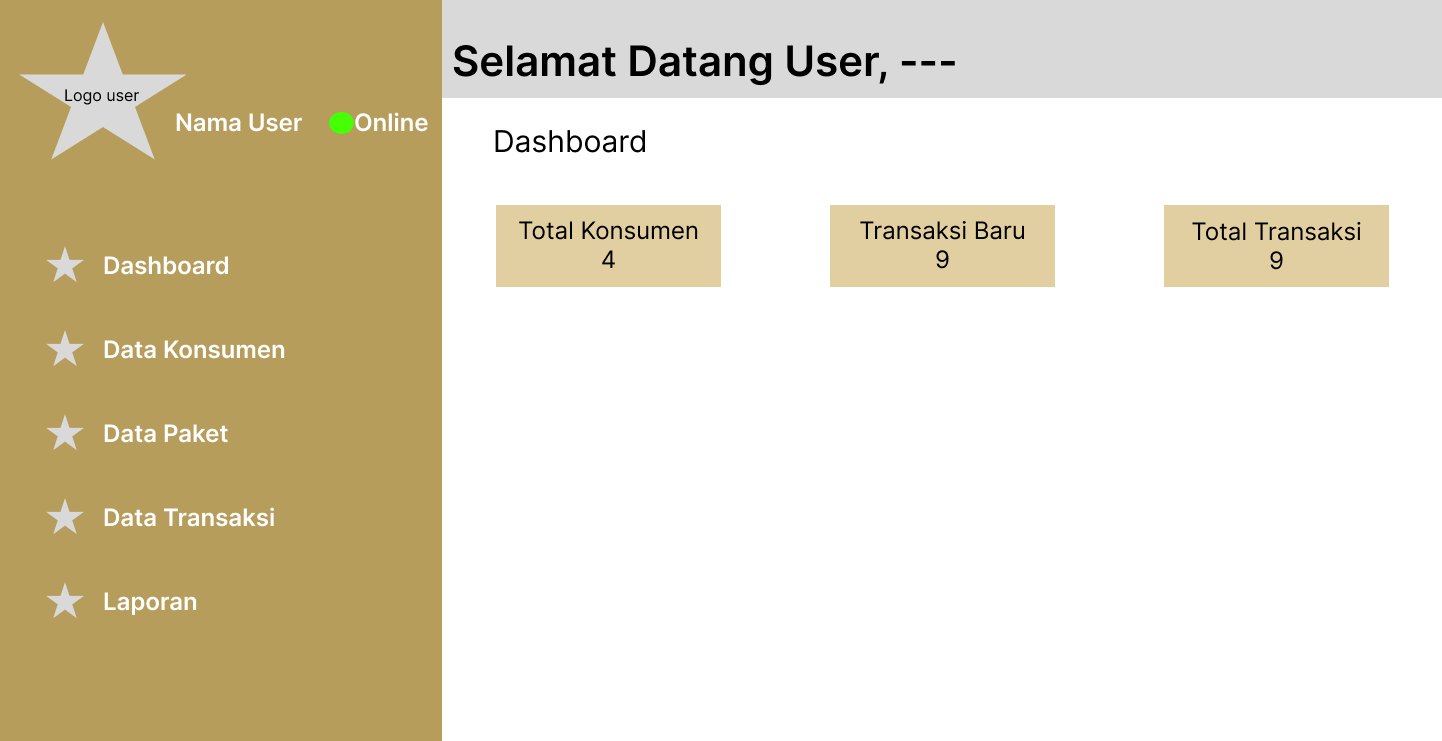 Logo user
Nama User
Online
Dashboard
Data Konsumen
Data Paket
Data Transaksi
Laporan
Selamat Datang User, ---
Dashboard
Total Konsumen
4
Transaksi Baru
9
Total Transaksi
9